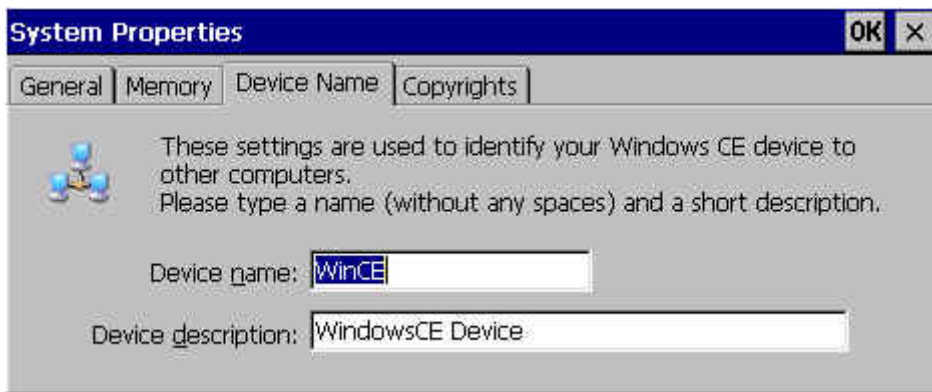 System Properties OK ×
General Memory Device Name Copyrights
These settings are used to identify your Windows CE device to
other computers.
Please type a name (without any spaces) and a short description.
Device name: WinCE
Device description: WindowsCE Device